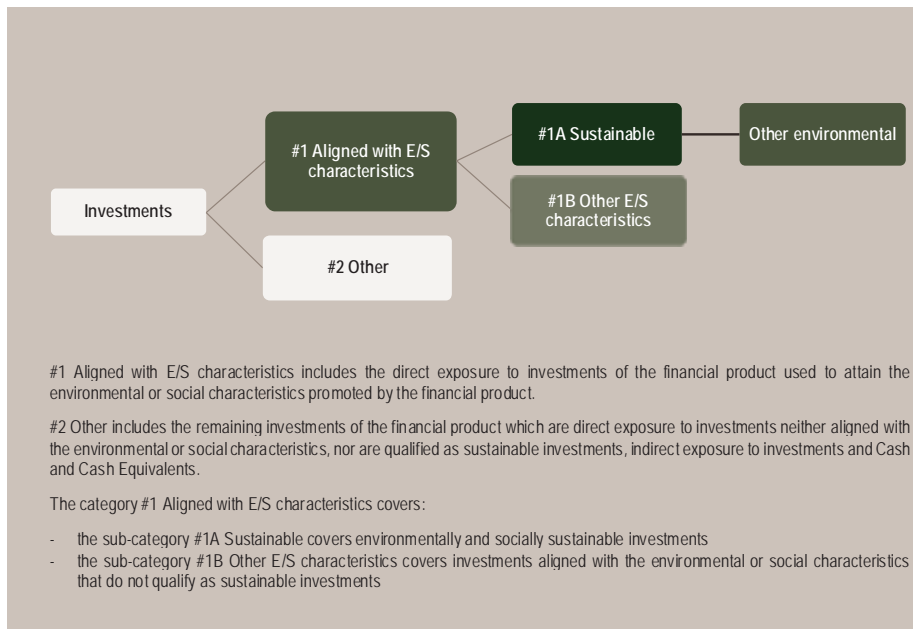 #1 Aligned with E/S
characteristics
#1A Sustainable
Other environmental
Investments
#1B Other E/S
characteristics
#2 Other
#1 Aligned with E/S characteristics includes the direct exposure to investments of the financial product used to attain the
environmental or social characteristics promoted by the financial product.
#2 Other includes the remaining investments of the financial product which are direct exposure to investments neither aligned with
the environmental or social characteristics, nor are qualified as sustainable investments, indirect exposure to investments and Cash
and Cash Equivalents.
The category #1 Aligned with E/S characteristics covers:
- the sub-category #1A Sustainable covers environmentally and socially sustainable investments
- the sub-category #1B Other E/S characteristics covers investments aligned with the environmental or social characteristics
that do not qualify as sustainable investments